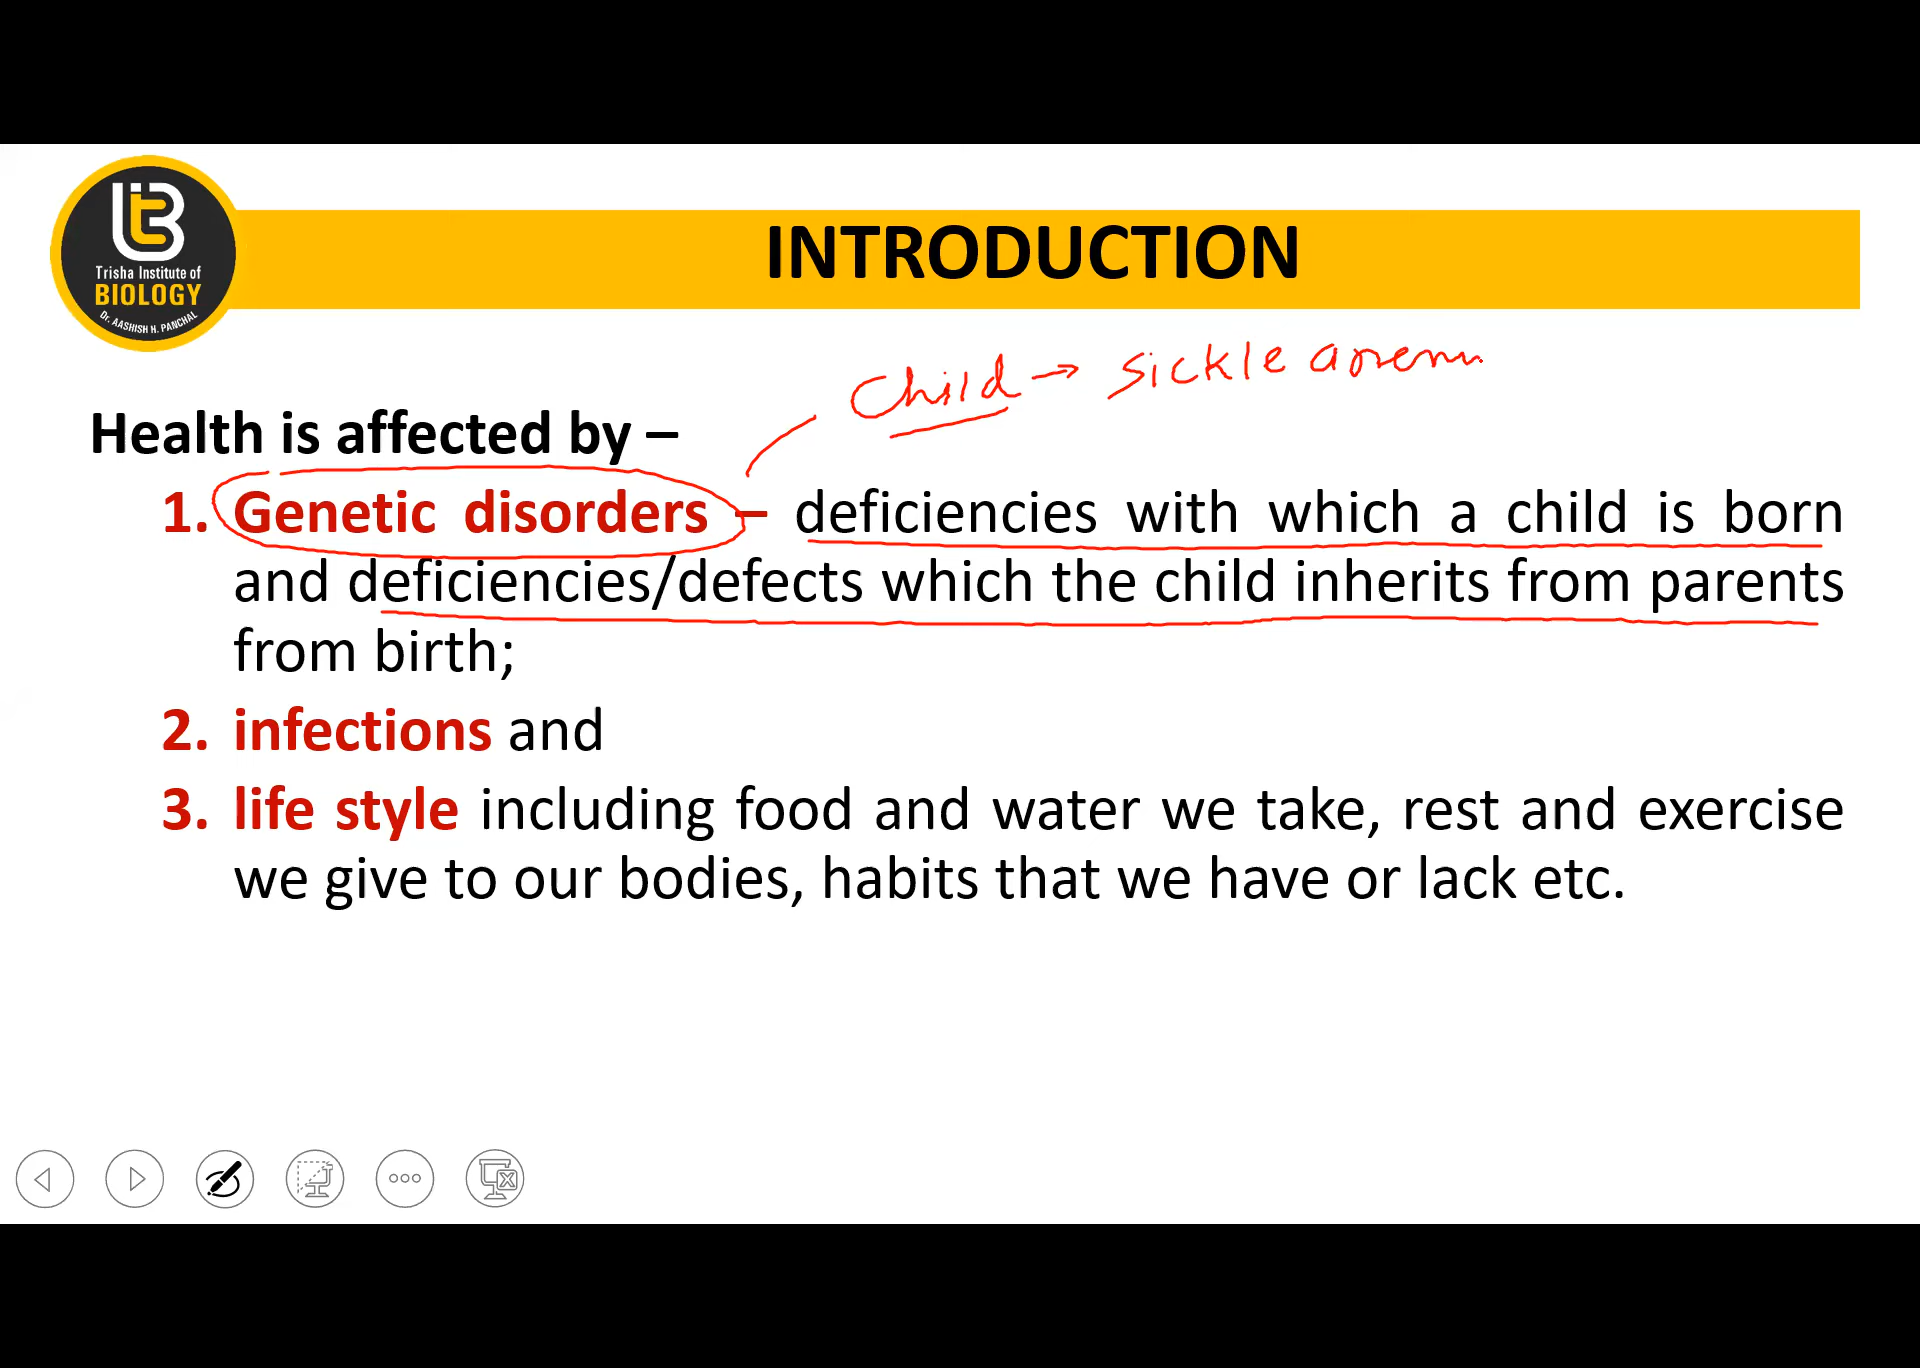 Trisha Institute of
BIOLOGY
Dr. AASHISH H. PANCHAL
INTRODUCTION
Child → sickle anem
Health is affected by –
1. Genetic disorders – deficiencies with which a child is born
and deficiencies/defects which the child inherits from parents
from birth;
2. infections and
3. life style including food and water we take, rest and exercise
we give to our bodies, habits that we have or lack etc.